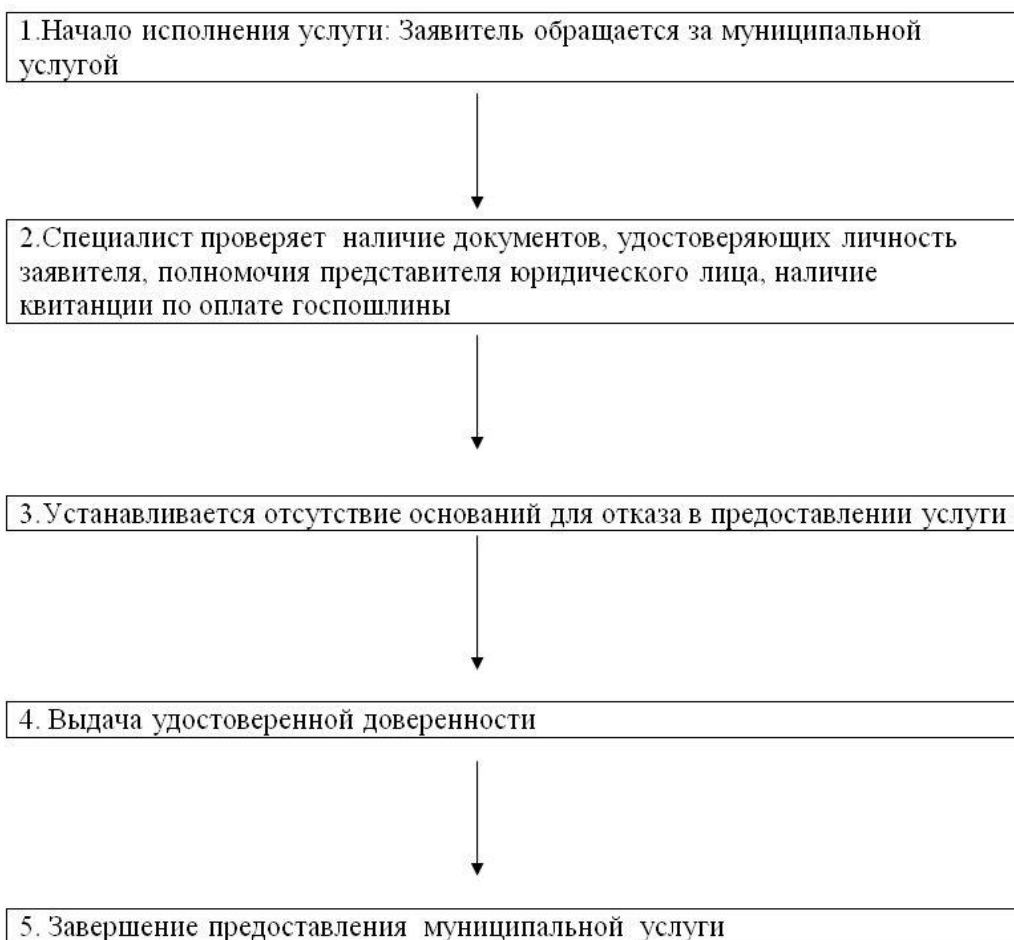 1.Начало исполнения услуги: Заявитель обращается за муниципальной
услугой
2.Специалист проверяет наличие документов, удостоверяющих личность
заявителя, полномочия представителя юридического лица, наличие
квитанции по оплате госпошлины
3.Устанавливается отсутствие оснований для отказа в предоставлении услуги
4. Выдача удостоверенной доверенности
5. Завершение предоставления муниципальной услуги